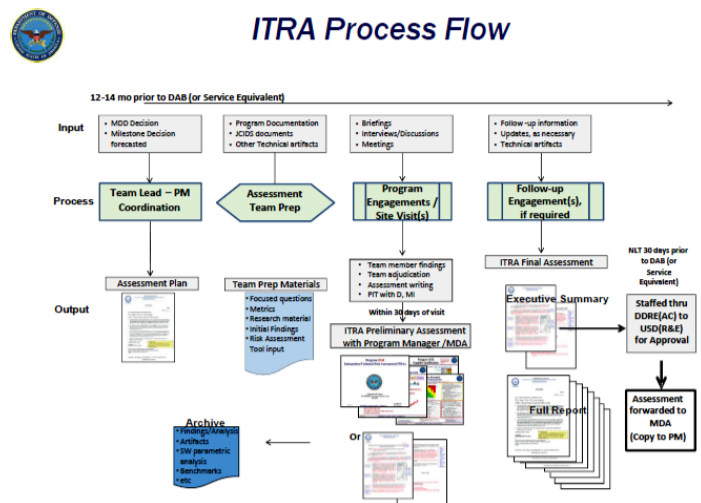 ITRA Process Flow
12-14 mo prior to DAB (or Service Equivalent)
Input
• MDD Decision
• Milestone Decision
forecasted
• Program Documentation
• JCIDS documents
• Other Technical artifacts
• Briefings
• Interviews/Discussions
• Meetings
• Follow -up information
• Updates, as necessary
• Technical artifacts
Process
Team Lead – PM
Coordination
Assessment
Team Prep
Program
Engagements /
Site Visit(s)
Follow-up
Engagement(s),
if required
Output
Assessment Plan
Team Prep Materials
• Focused questions
• Metrics
• Research material
• Initial Findings
• Risk Assessment
Tool input
• Team member findings
• Team adjudication
• Assessment writing
• PIT with D, MI
Within 30 days of visit
ITRA Preliminary Assessment
with Program Manager /MDA
Or
Archive
• Findings/Analysis
• Artifacts
• SW parametric
analysis
• Benchmarks
• etc
ITRA Final Assessment
Executive Summary
Full Report
NLT 30 days prior
to DAB (or
Service
Equivalent)
Staffed thru
DDRE(AC) to
USD(R&E)
for Approval
Assessment
forwarded to
MDA
(Copy to PM)